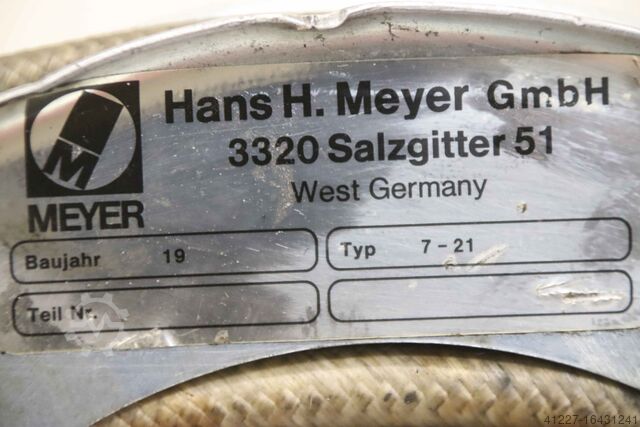 Hans H. Meyer GmbH
3320 Salzgitter 51
West Germany
M
MEYER
Baujahr 19
Typ 7-21
Teil Nr.
41227-16431241